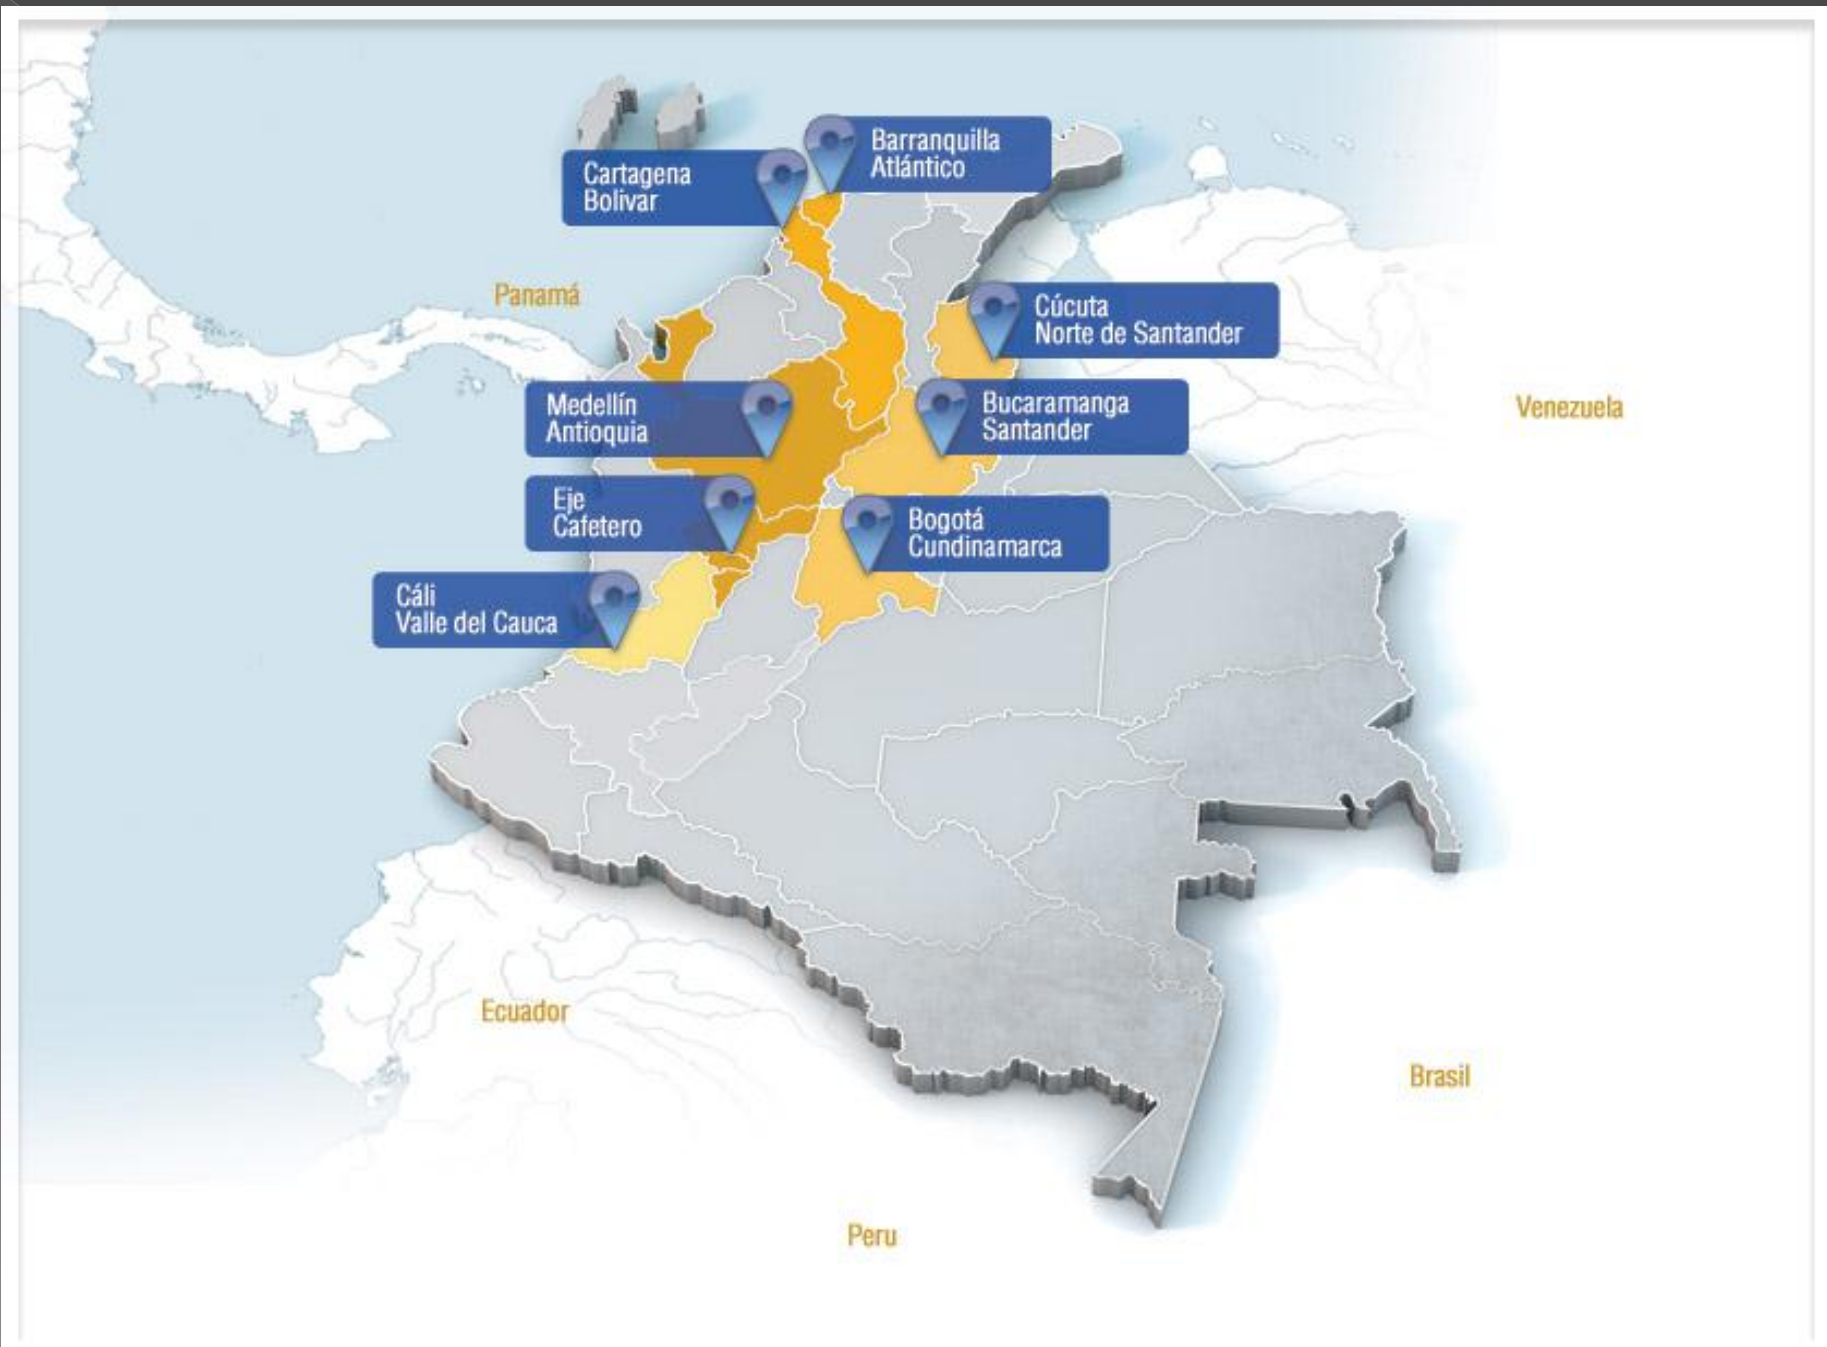 Barranquilla
Atlántico
Cartagena
Bolivar
Panamá
Cúcuta
Norte de Santander
Medellín
Antioquia
Bucaramanga
Santander
Venezuela
Eje
Cafetero
Bogotá
Cundinamarca
Cáli
Valle del Cauca
Ecuador
Brasil
Peru